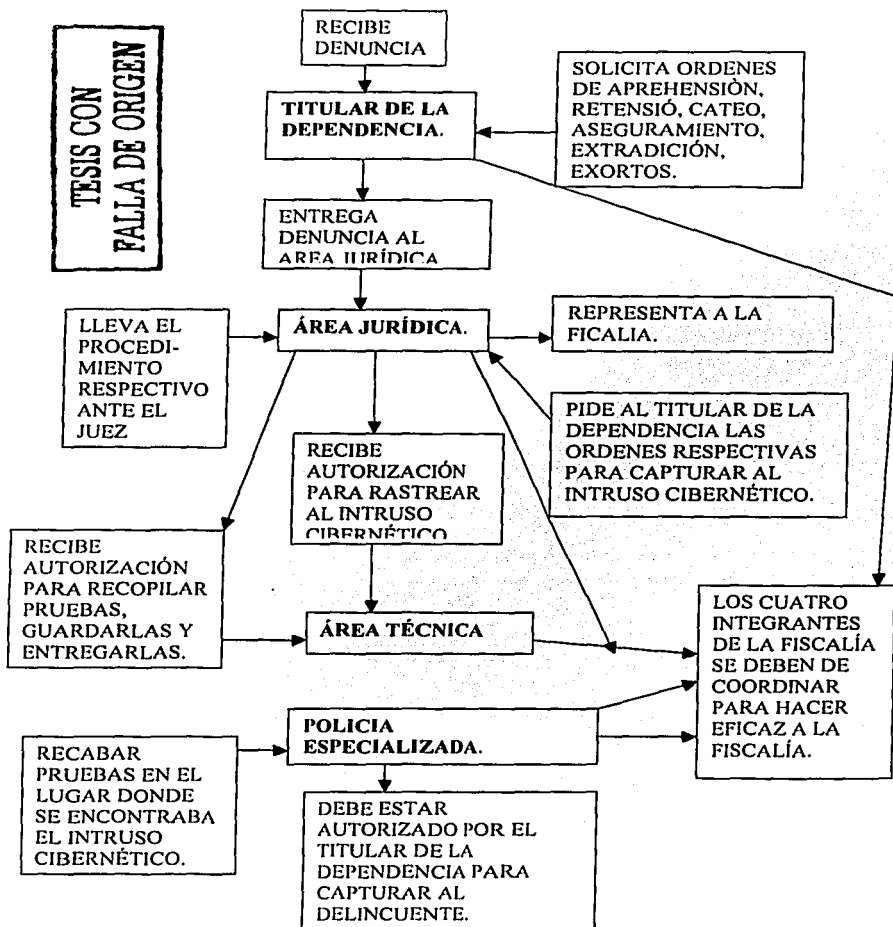 TESIS CON
FALLA DE ORIGEN
RECIBE
DENUNCIA
TITULAR DE LA
DEPENDENCIA.
SOLICITA ORDENES
DE APREHENSIÒN,
RETENSIÓ, CATEO,
ASEGURAMIENTO,
EXTRADICIÓN,
EXORTOS.
ENTREGA
DENUNCIA AL
AREA JURÍDICA
LLEVA EL
PROCEDI-
MIENTO
RESPECTIVO
ANTE EL
JUEZ
ÁREA JURÍDICA.
REPRESENTA A LA
FICALIA.
PIDE AL TITULAR DE LA
DEPENDENCIA LAS
ORDENES RESPECTIVAS
PARA CAPTURAR AL
INTRUSO CIBERNÉTICO.
RECIBE
AUTORIZACIÓN
PARA RASTREAR
AL INTRUSO
CIBERNÉTICO
RECIBE
AUTORIZACIÓN
PARA RECOPILAR
PRUEBAS,
GUARDARLAS Y
ENTREGARLAS.
ÁREA TÉCNICA
LOS CUATRO
INTEGRANTES
DE LA FISCALÍA
SE DEBEN DE
COORDINAR
PARA HACER
EFICAZ A LA
FISCALÍA.
POLICIA
ESPECIALIZADA.
RECABAR
PRUEBAS EN EL
LUGAR DONDE
SE ENCONTRABA
EL INTRUSO
CIBERNÉTICO.
DEBE ESTAR
AUTORIZADO POR EL
TITULAR DE LA
DEPENDENCIA PARA
CAPTURAR AL
DELINCUENTE.